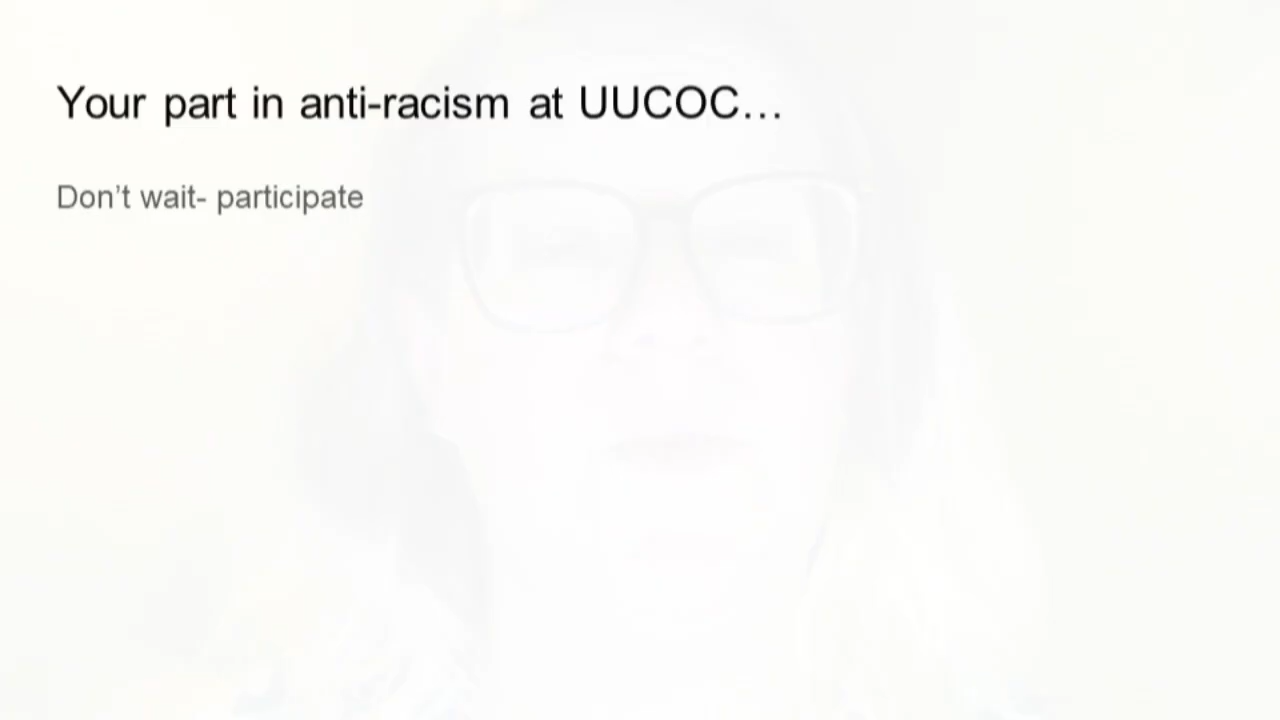 Your part in anti-racism at UUCOC…
Don’t wait- participate